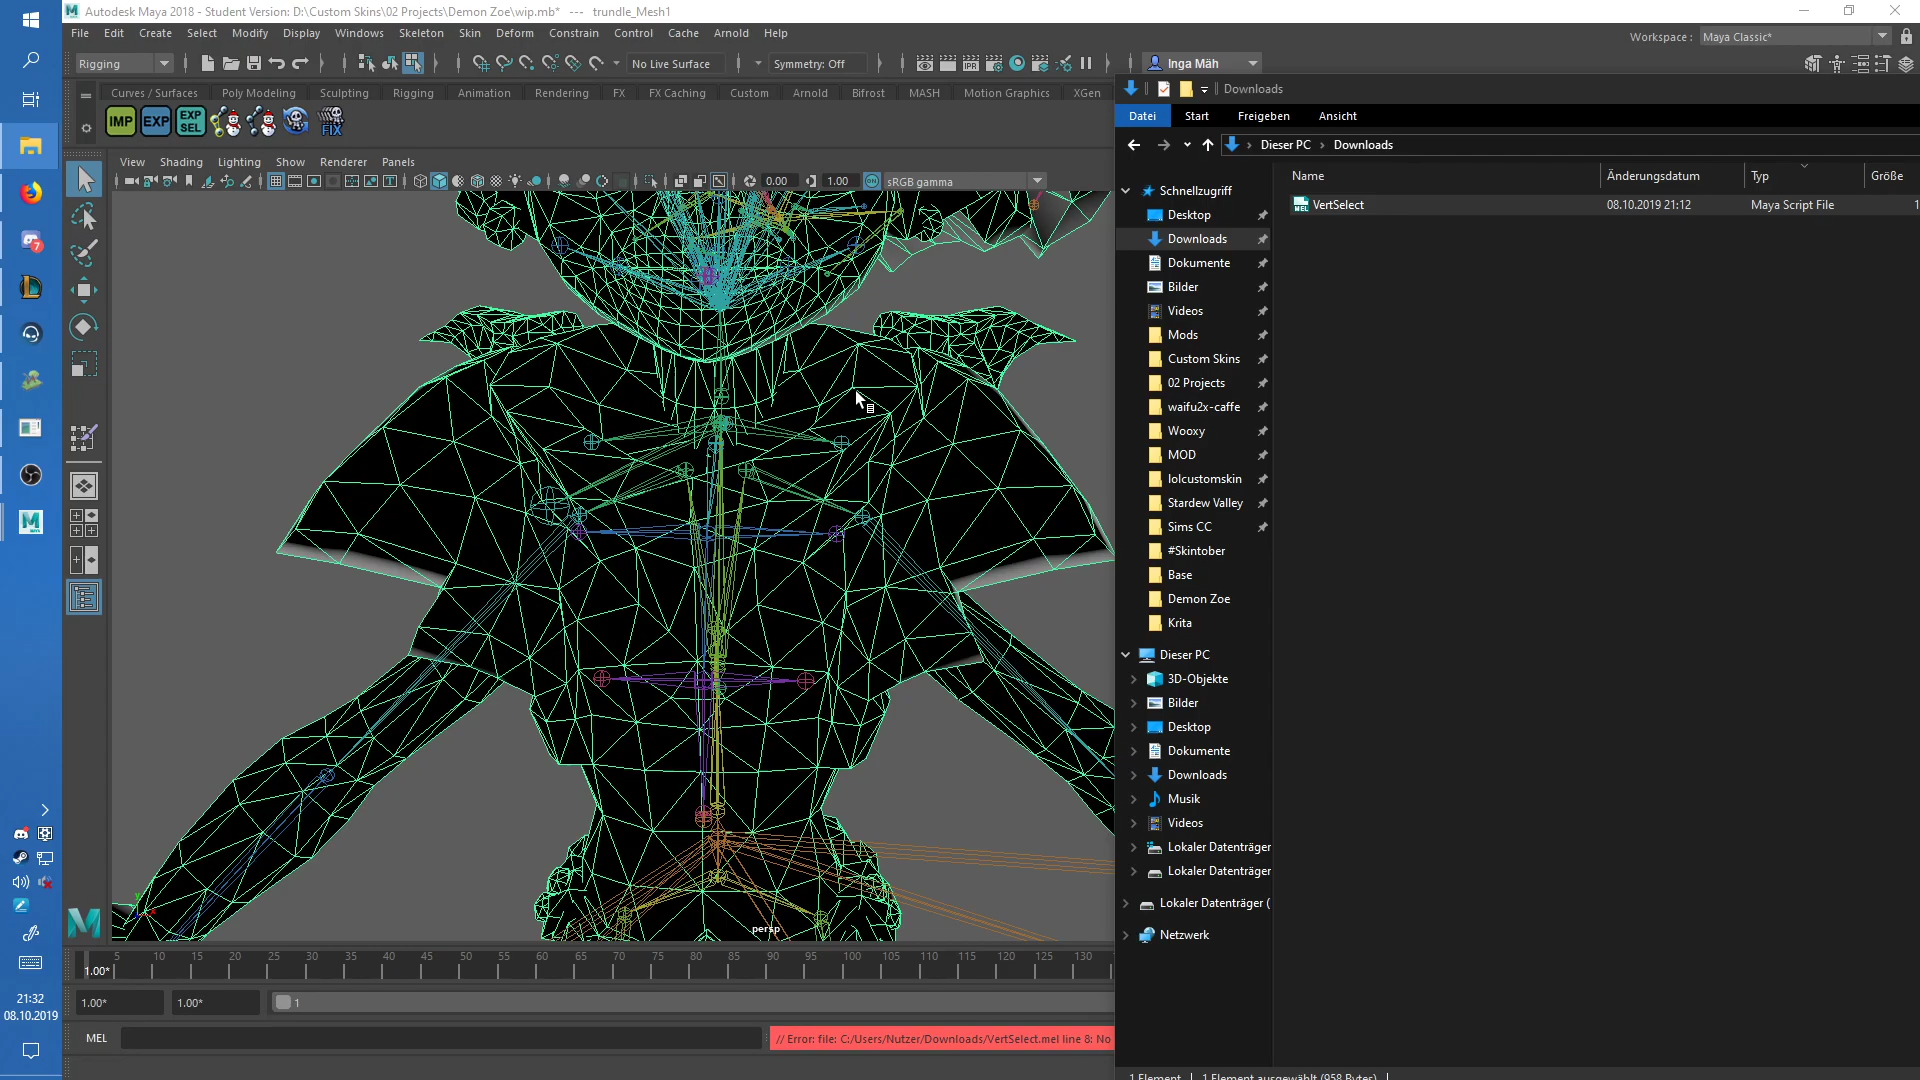 Autodesk Maya 2018 - Student Version: D:\Custom Skins\02 Projects\Demon Zoe\wip.mb*   ---   trundle_Mesh1
File Edit Create Select Modify Display Windows Skeleton Skin Deform Constrain Control Cache Arnold Help
Workspace : Maya Classic*
Rigging
No Live Surface
Symmetry: Off
IPR
Inga Mäh
Curves / Surfaces Poly Modeling Sculpting Rigging Animation Rendering FX FX Caching Custom Arnold Bifrost MASH Motion Graphics XGen
IMP EXP EXP SEL FIX
View Shading Lighting Show Renderer Panels
0.00 1.00 ON sRGB gamma
persp
5 10 15 20 25 30 35 40 45 50 55 60 65 70 75 80 85 90 95 100 105 110 115 120 125 130
1.00*
1.00* 1.00* 1
MEL
// Error: file: C:/Users/Nutzer/Downloads/VertSelect.mel line 8: No
Downloads
Datei Start Freigeben Ansicht
Dieser PC > Downloads
Name Änderungsdatum Typ Größe
VertSelect 08.10.2019 21:12 Maya Script File 1
Schnellzugriff
Desktop
Downloads
Dokumente
Bilder
Videos
Mods
Custom Skins
02 Projects
waifu2x-caffe
Wooxy
MOD
lolcustomskin
Stardew Valley
Sims CC
#Skintober
Base
Demon Zoe
Krita
Dieser PC
3D-Objekte
Bilder
Desktop
Dokumente
Downloads
Musik
Videos
Lokaler Datenträger
Lokaler Datenträger
Lokaler Datenträger (
Netzwerk
1 Element | 1 Element ausgewählt (958 Bytes) |
21:32
08.10.2019